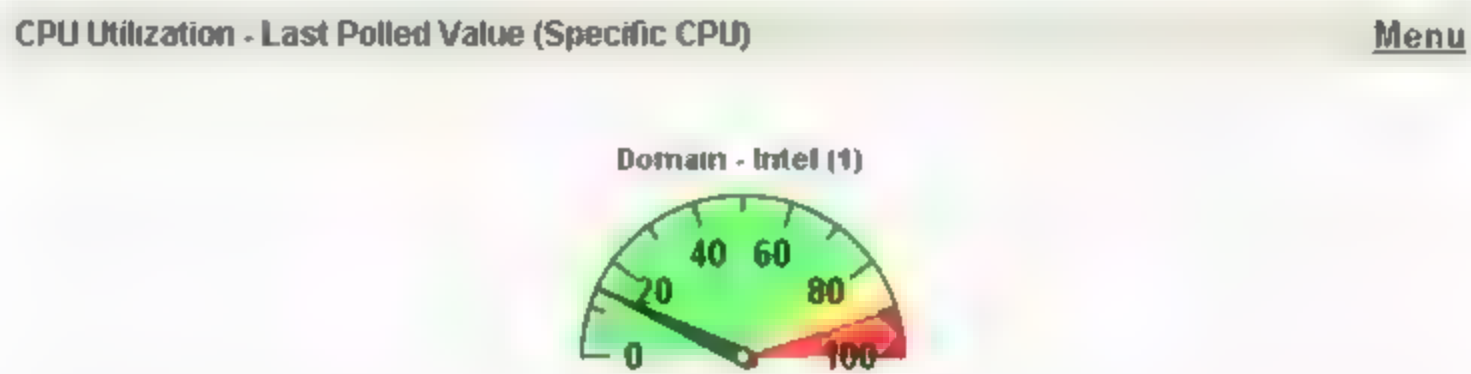 CPU Utilization - Last Polled Value (Specific CPU) Menu
Domain - Intel (1)
40 60
20 80
0 100